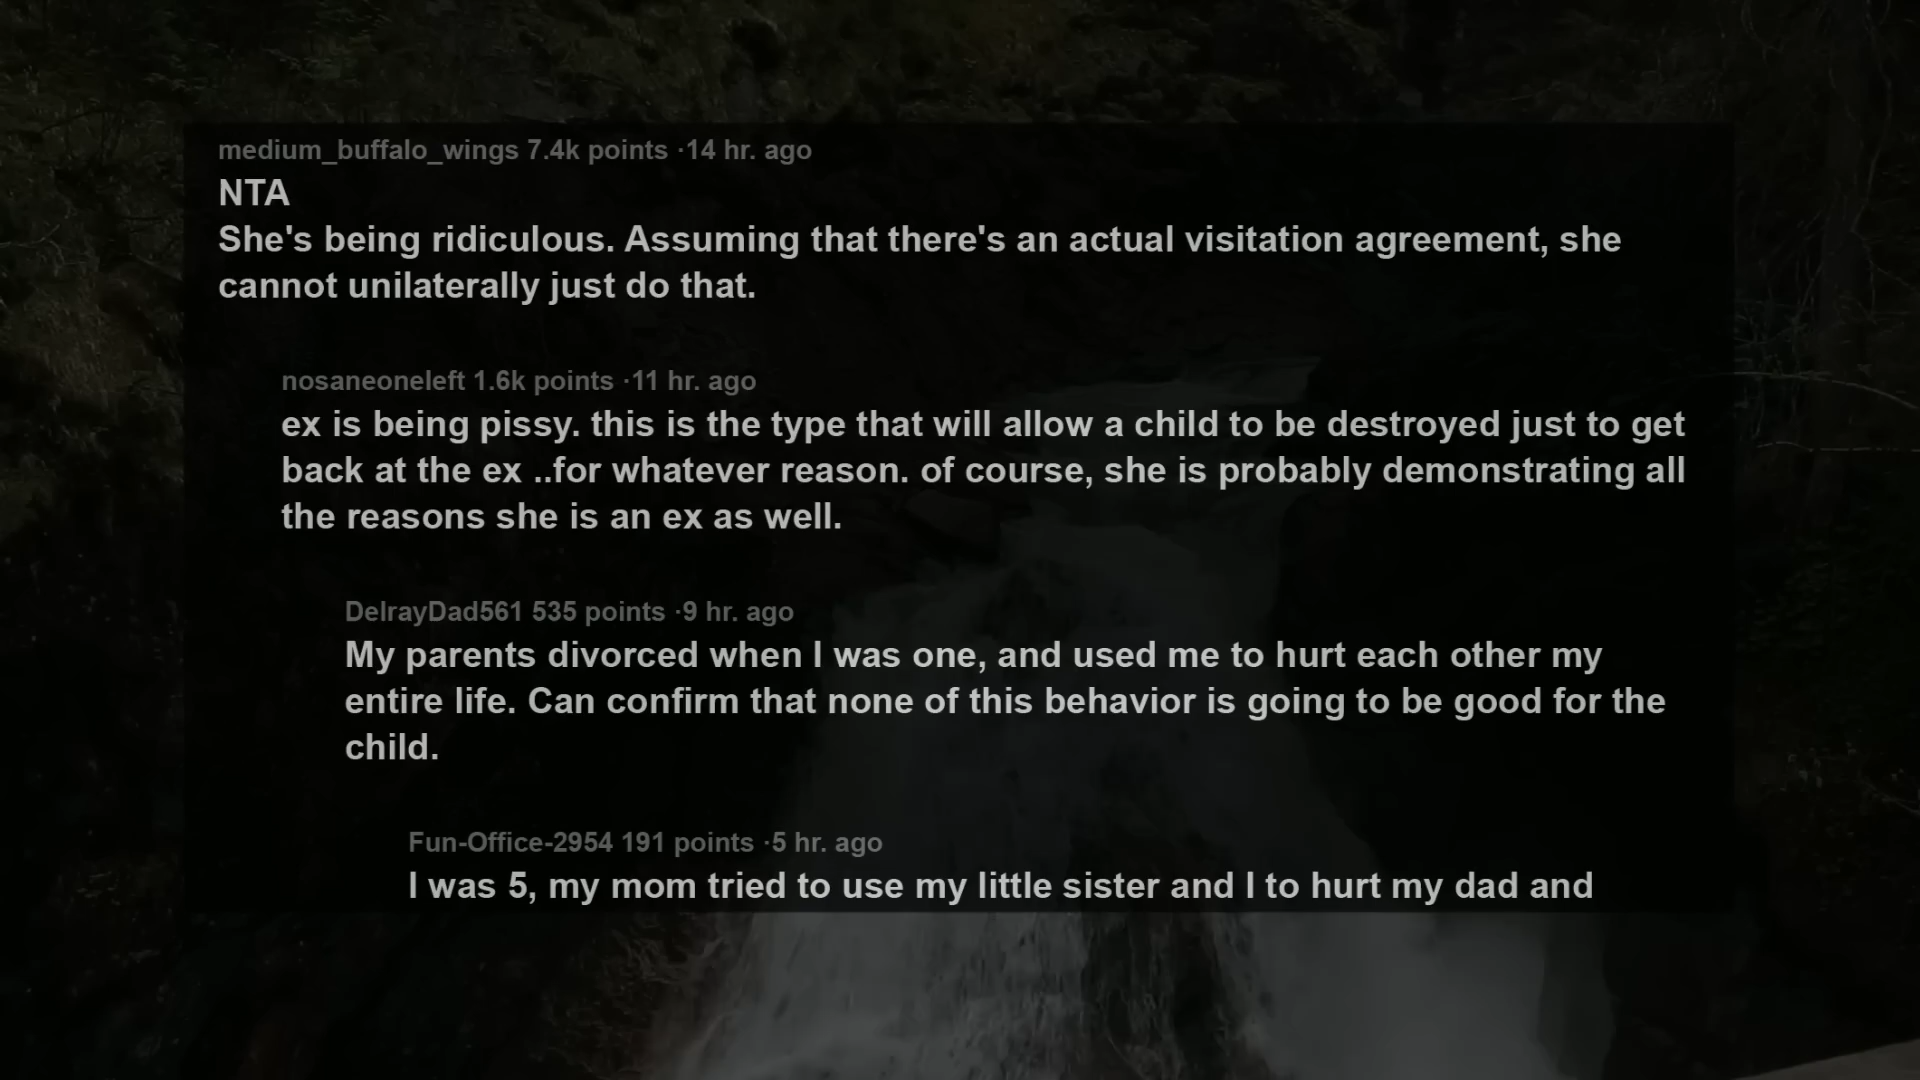 medium_buffalo_wings 7.4k points ·14 hr. ago
NTA
She's being ridiculous. Assuming that there's an actual visitation agreement, she
cannot unilaterally just do that.
nosaneoneleft 1.6k points ·11 hr. ago
ex is being pissy. this is the type that will allow a child to be destroyed just to get
back at the ex ..for whatever reason. of course, she is probably demonstrating all
the reasons she is an ex as well.
DelrayDad561 535 points ·9 hr. ago
My parents divorced when I was one, and used me to hurt each other my
entire life. Can confirm that none of this behavior is going to be good for the
child.
Fun-Office-2954 191 points ·5 hr. ago
I was 5, my mom tried to use my little sister and I to hurt my dad and